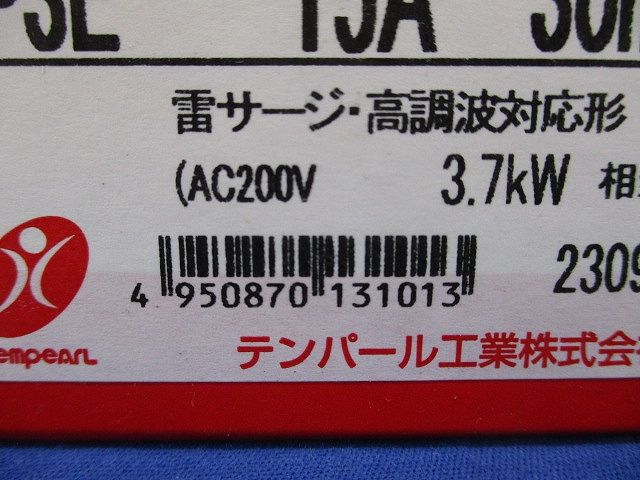 15A
雷サージ・高調波対応形
(AC200V 3.7kW
4 950870 131013
2309
テンパール工業株式会